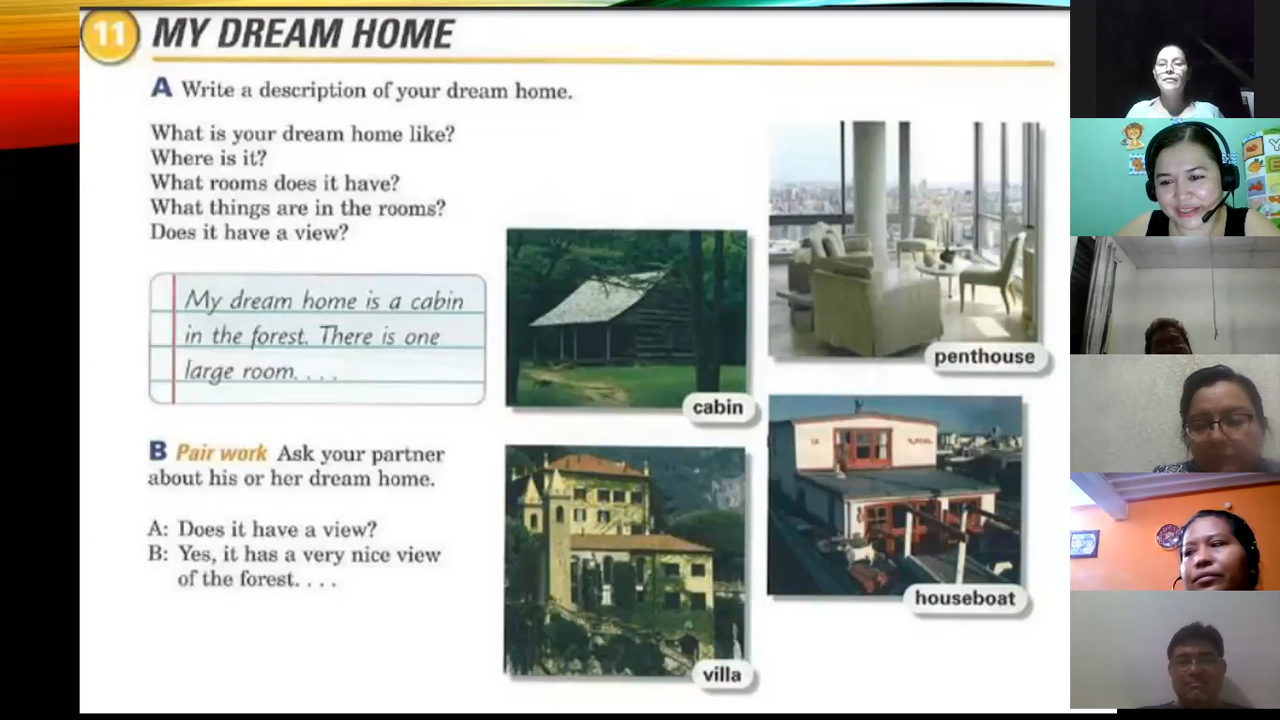 11 MY DREAM HOME
A Write a description of your dream home.
What is your dream home like?
Where is it?
What rooms does it have?
What things are in the rooms?
Does it have a view?
My dream home is a cabin
in the forest. There is one
large room. . . .
penthouse
cabin
B Pair work Ask your partner
about his or her dream home.
A: Does it have a view?
B: Yes, it has a very nice view
of the forest. . . .
houseboat
villa